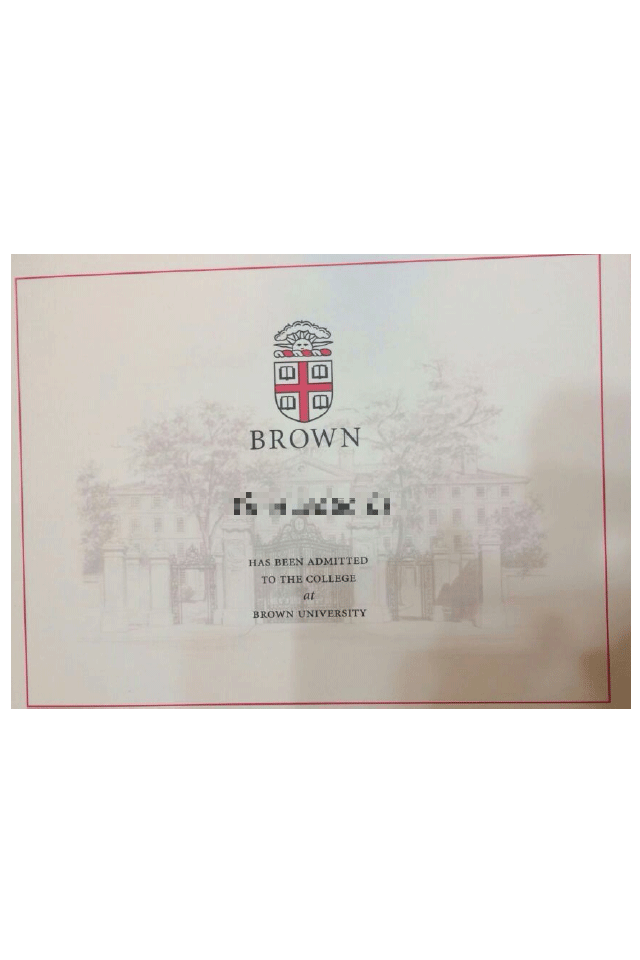 BROWN
HAS BEEN ADMITTED
TO THE COLLEGE
at
BROWN UNIVERSITY